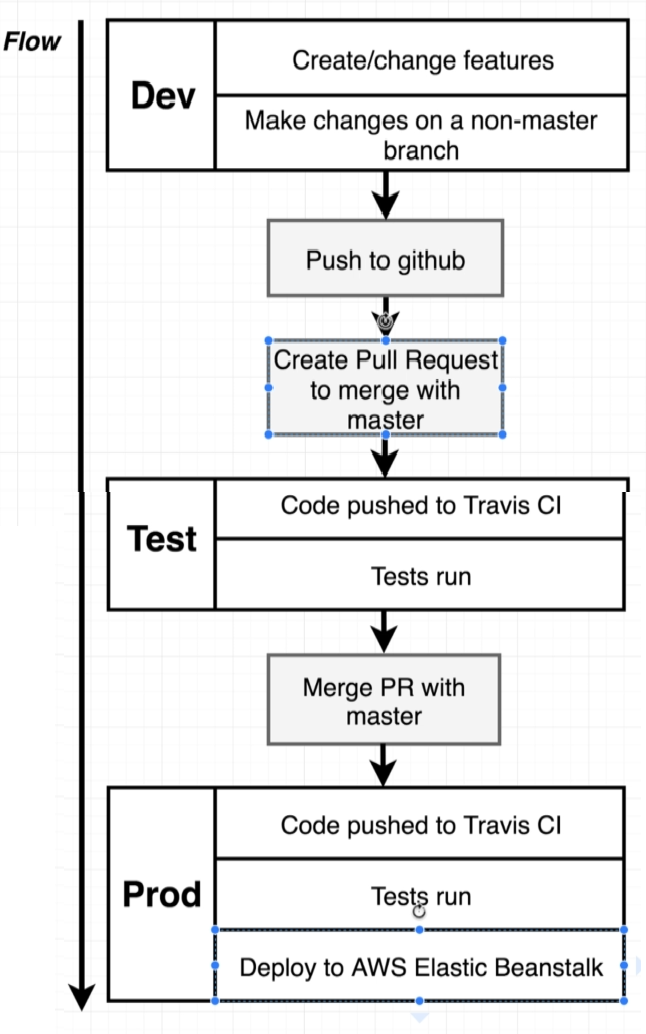 Flow
Dev
Create/change features
Make changes on a non-master
branch
Push to github
Create Pull Request
to merge with
master
Test
Code pushed to Travis CI
Tests run
Merge PR with
master
Prod
Code pushed to Travis CI
Tests run
Deploy to AWS Elastic Beanstalk